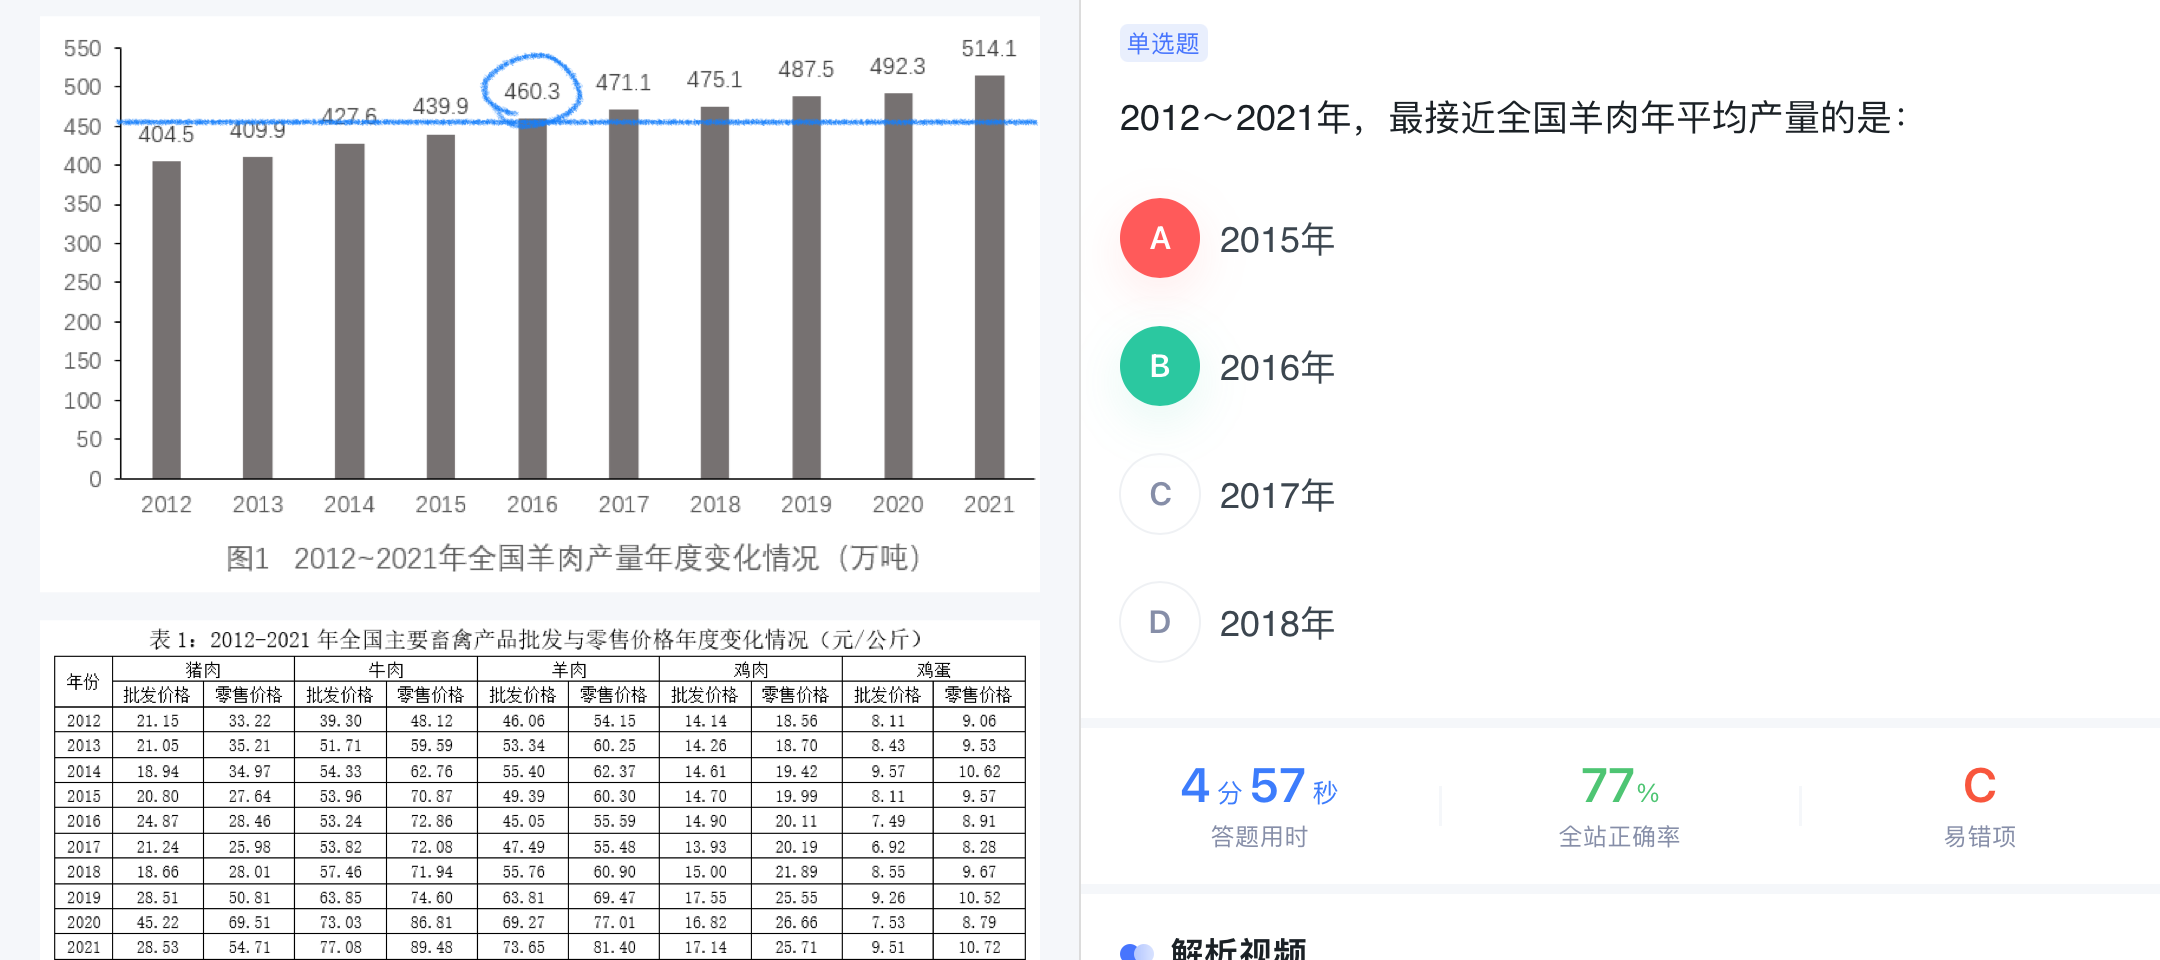 550
500
450
400
350
300
250
200
150
100
50
0
404.5 409.9 427.6 439.9 460.3 471.1 475.1 487.5 492.3 514.1
2012 2013 2014 2015 2016 2017 2018 2019 2020 2021
图1 2012~2021年全国羊肉产量年度变化情况（万吨）
表 1：2012-2021 年全国主要畜禽产品批发与零售价格年度变化情况（元/公斤）
年份 猪肉 牛肉 羊肉 鸡肉 鸡蛋
批发价格 零售价格 批发价格 零售价格 批发价格 零售价格 批发价格 零售价格 批发价格 零售价格
2012 21.15 33.22 39.30 48.12 46.06 54.15 14.14 18.56 8.11 9.06
2013 21.05 35.21 51.71 59.59 53.34 60.25 14.26 18.70 8.43 9.53
2014 18.94 34.97 54.33 62.76 55.40 62.37 14.61 19.42 9.57 10.62
2015 20.80 27.64 53.96 70.87 49.39 60.30 14.70 19.99 8.11 9.57
2016 24.87 28.46 53.24 72.86 45.05 55.59 14.90 20.11 7.49 8.91
2017 21.24 25.98 53.82 72.08 47.49 55.48 13.93 20.19 6.92 8.28
2018 18.66 28.01 57.46 71.94 55.76 60.90 15.00 21.89 8.55 9.67
2019 28.51 50.81 63.85 74.60 63.81 69.47 17.55 25.55 9.26 10.52
2020 45.22 69.51 73.03 86.81 69.27 77.01 16.82 26.66 7.53 8.79
2021 28.53 54.71 77.08 89.48 73.65 81.40 17.14 25.71 9.51 10.72
单选题
2012～2021年，最接近全国羊肉年平均产量的是：
A 2015年
B 2016年
C 2017年
D 2018年
4分57秒 77% C
答题用时 全站正确率 易错项
解析视频